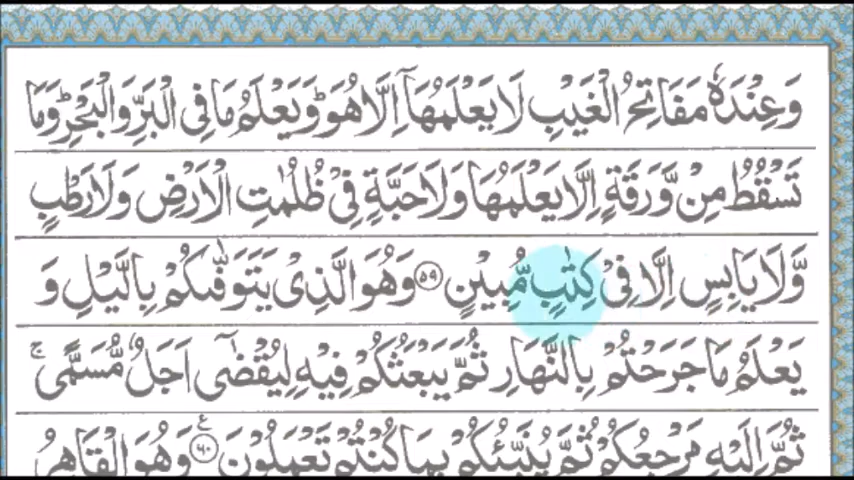 وَعِنْدَهٗ مَفَاتِحُ الْغَيْبِ لَا يَعْلَمُهَآ اِلَّا هُوَ ؕ وَيَعْلَمُ مَا فِى الْبَرِّ وَالْبَحْرِ ؕ وَمَا
تَسْقُطُ مِنْ وَّرَقَةٍ اِلَّا يَعْلَمُهَا وَلَا حَبَّةٍ فِىْ ظُلُمٰتِ الْاَرْضِ وَلَا رَطْبٍ
وَّلَا يَابِسٍ اِلَّا فِىْ كِتٰبٍ مُّبِيْنٍ ﴿۵۹﴾ وَهُوَ الَّذِىْ يَتَوَفّٰىكُمْ بِالَّيْلِ وَ
يَعْلَمُ مَا جَرَحْتُمْ بِالنَّهَارِ ثُمَّ يَبْعَثُكُمْ فِيْهِ لِيُقْضٰٓى اَجَلٌ مُّسَمًّى ۚ
ثُمَّ اِلَيْهِ مَرْجِعُكُمْ ثُمَّ يُنَبِّئُكُمْ بِمَا كُنْتُمْ تَعْمَلُوْنَ ﴿۶۰﴾ ع وَهُوَ الْقَاهِرُ